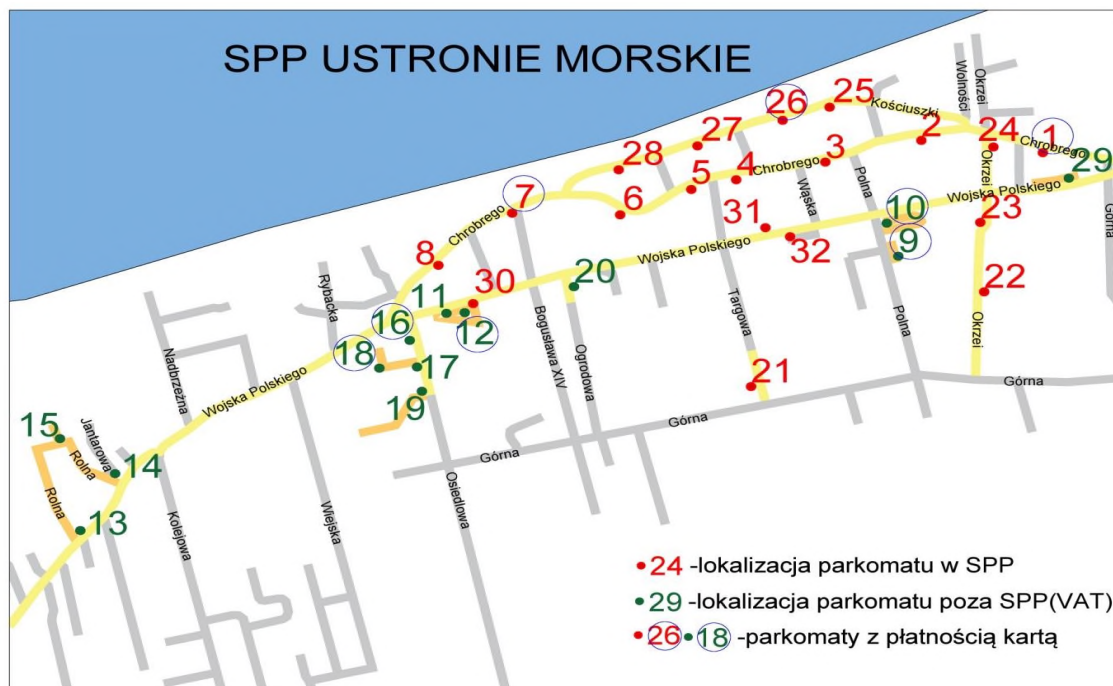 SPP USTRONIE MORSKIE
26
25
Kościuszki
Wolności
Okrzei
27
2
24
1
Chrobrego
28
5
4
Chrobrego
3
29
Okrzei
Wojska Polskiego
7
6
Wąska
Polna
10
Górna
Chrobrego
31
23
8
Wojska Polskiego
32
9
Rybacka
30
20
22
11
12
Bogusława XIV
Targowa
Polna
Okrzei
16
18
17
Ogrodowa
Nadbrzeżna
Wojska Polskiego
19
21
Górna
15
Jantarowa
Rolna
Górna
Górna
14
Rolna
13
Kolejowa
Wiejska
Osiedlowa
24 -lokalizacja parkomatu w SPP
29 -lokalizacja parkomatu poza SPP(VAT)
26 18 -parkomaty z płatnością kartą